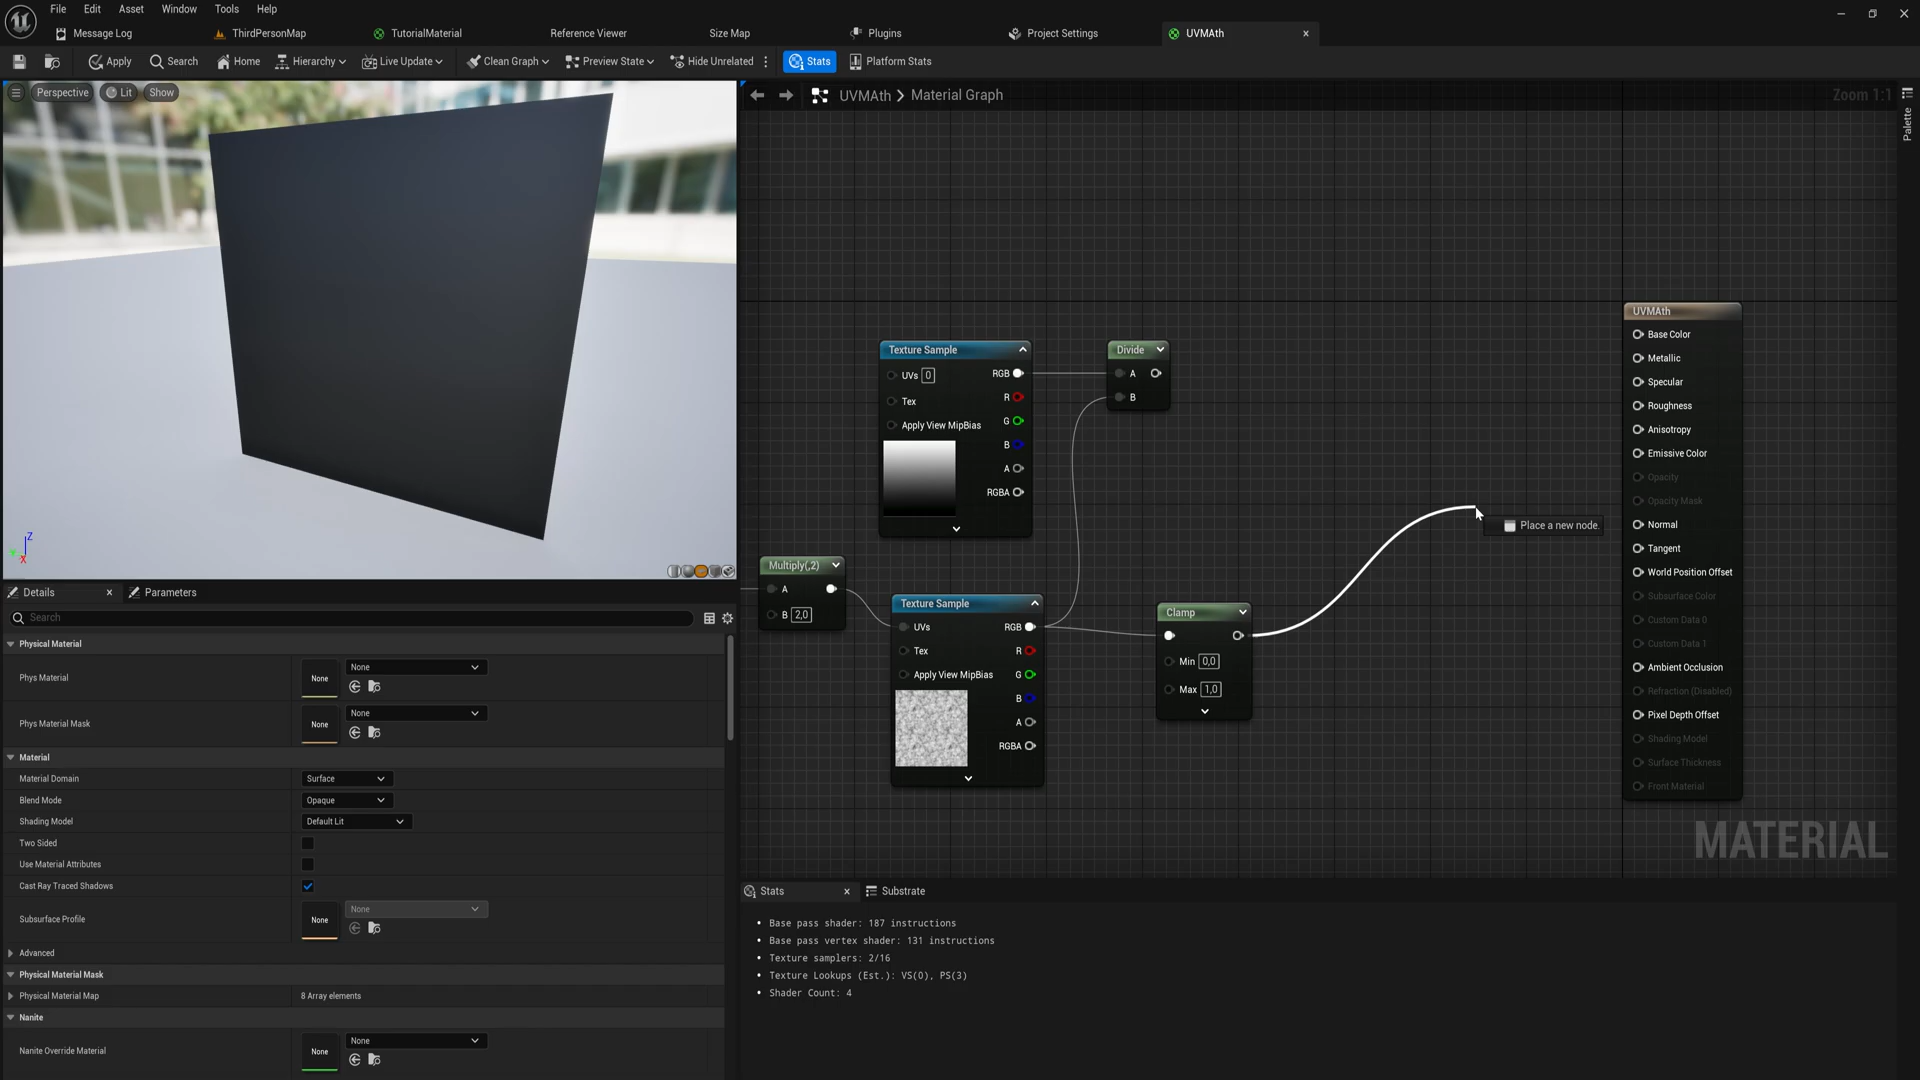 File Edit Asset Window Tools Help
Message Log ThirdPersonMap TutorialMaterial Reference Viewer Size Map Plugins Project Settings UVMAth
Apply Search Home Hierarchy Live Update Clean Graph Preview State Hide Unrelated Stats Platform Stats
Perspective Lit Show
UVMAth > Material Graph Zoom 1:1
Palette
Texture Sample
UVs 0 RGB
Tex R
Apply View MipBias G
B
A
RGBA
Divide
A
B
Multiply(,2)
A
B 2,0
Texture Sample
UVs RGB
Tex R
Apply View MipBias G
B
A
RGBA
Clamp
Min 0,0
Max 1,0
Place a new node.
UVMAth
Base Color
Metallic
Specular
Roughness
Anisotropy
Emissive Color
Opacity
Opacity Mask
Normal
Tangent
World Position Offset
Subsurface Color
Custom Data 0
Custom Data 1
Ambient Occlusion
Refraction (Disabled)
Pixel Depth Offset
Shading Model
Surface Thickness
Front Material
MATERIAL
Z
X
Details Parameters
Search
Physical Material
Phys Material None None
Phys Material Mask None None
Material
Material Domain Surface
Blend Mode Opaque
Shading Model Default Lit
Two Sided
Use Material Attributes
Cast Ray Traced Shadows
Subsurface Profile None None
Advanced
Physical Material Mask
Physical Material Map 8 Array elements
Nanite
Nanite Override Material None None
Stats Substrate
• Base pass shader: 187 instructions
• Base pass vertex shader: 131 instructions
• Texture samplers: 2/16
• Texture Lookups (Est.): VS(0), PS(3)
• Shader Count: 4